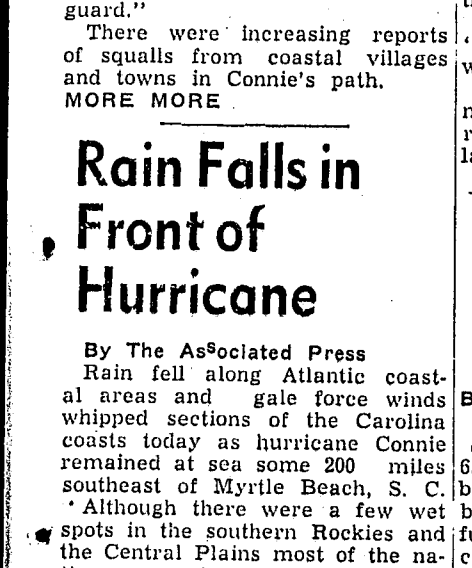 guard."
There were increasing reports
of squalls from coastal villages
and towns in Connie's path.
MORE MORE
Rain Falls in
Front of
Hurricane
By The Associated Press
Rain fell along Atlantic coast-
al areas and gale force winds
whipped sections of the Carolina
coasts today as hurricane Connie
remained at sea some 200 miles
southeast of Myrtle Beach, S. C.
Although there were a few wet
spots in the southern Rockies and
the Central Plains most of the na-